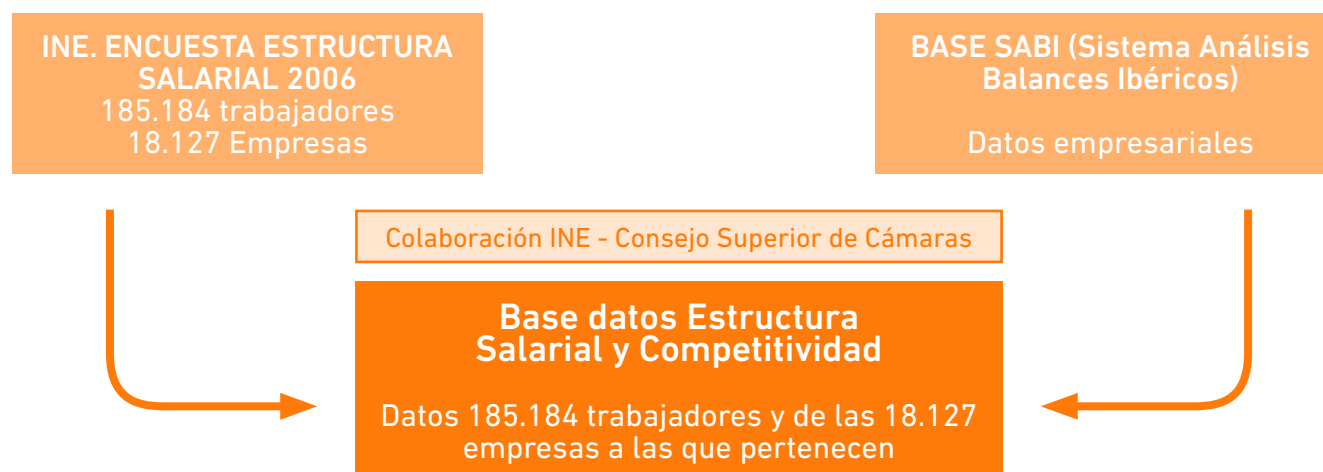 INE. ENCUESTA ESTRUCTURA
SALARIAL 2006
185.184 trabajadores
18.127 Empresas
BASE SABI (Sistema Análisis
Balances Ibéricos)
Datos empresariales
Colaboración INE - Consejo Superior de Cámaras
Base datos Estructura
Salarial y Competitividad
Datos 185.184 trabajadores y de las 18.127
empresas a las que pertenecen